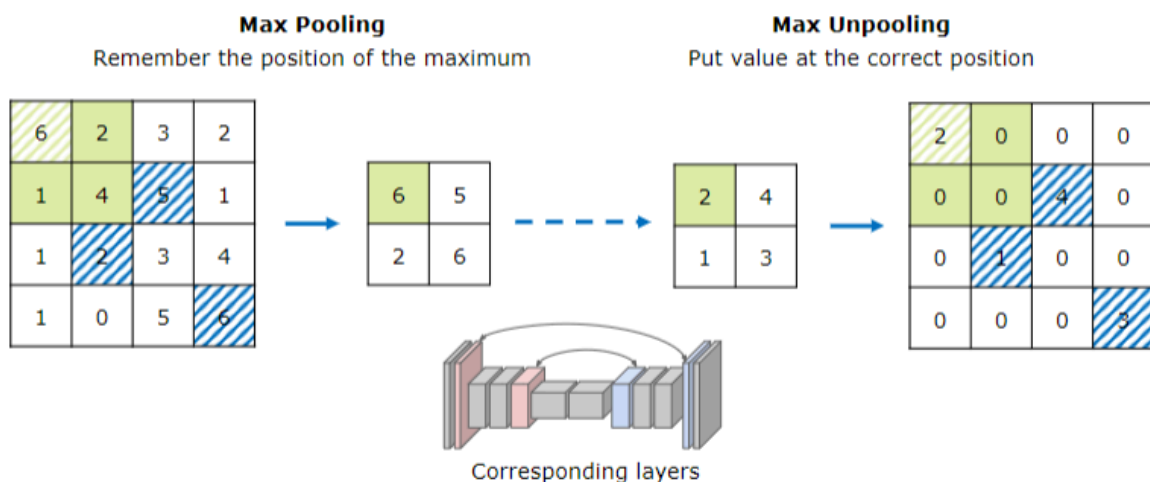 Max Pooling
Remember the position of the maximum
Max Unpooling
Put value at the correct position
6 2 3 2
1 4 5 1
1 2 3 4
1 0 5 6
6 5
2 6
2 4
1 3
2 0 0 0
0 0 4 0
0 1 0 0
0 0 0 3
Corresponding layers